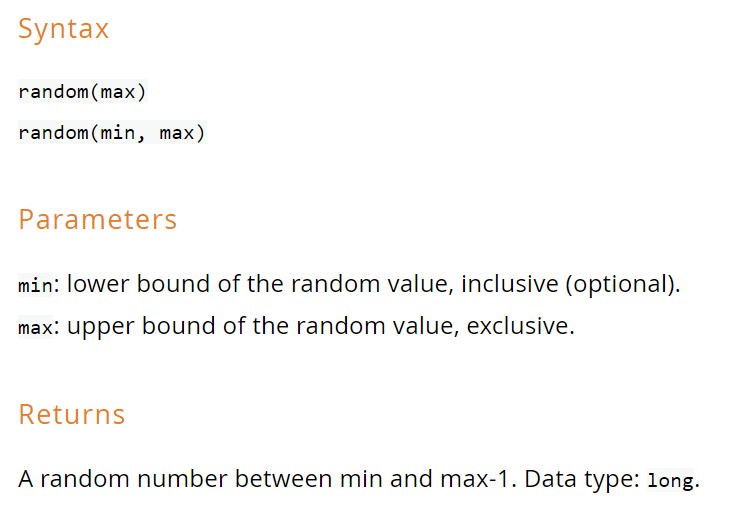 Syntax
random(max)
random(min, max)
Parameters
min: lower bound of the random value, inclusive (optional).
max: upper bound of the random value, exclusive.
Returns
A random number between min and max-1. Data type: long.